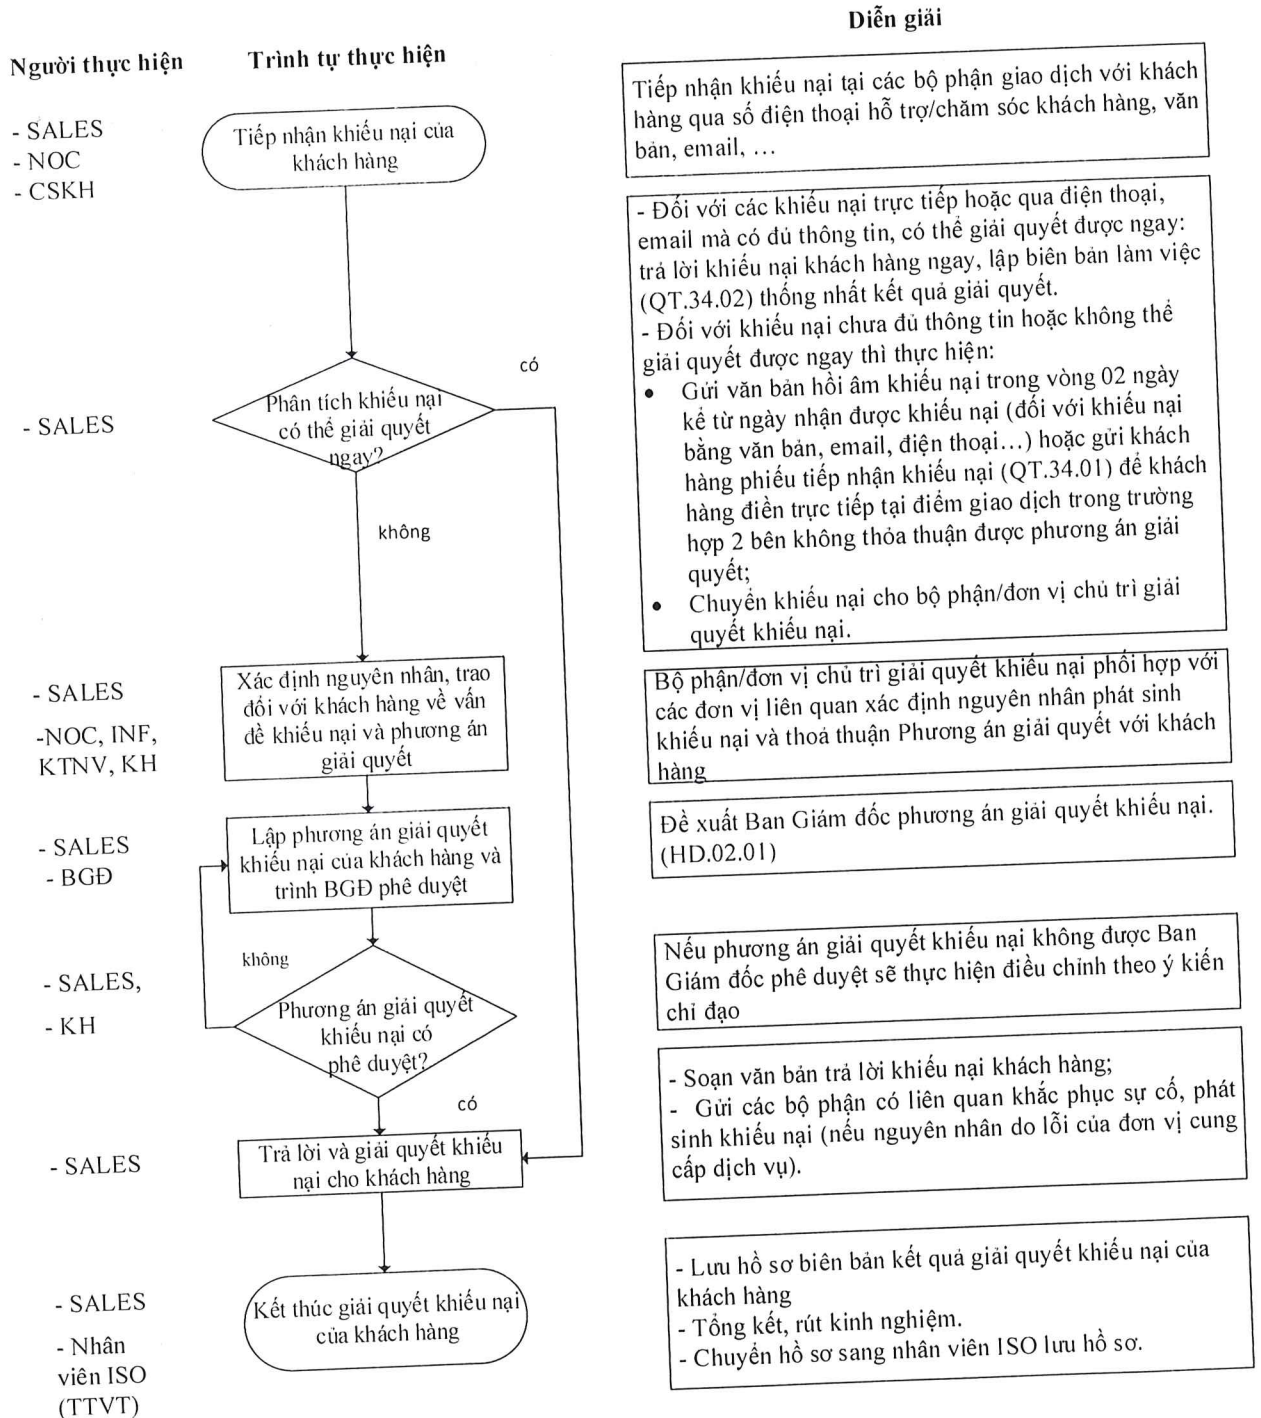 Diễn giải
Người thực hiện
Trình tự thực hiện
- SALES
- NOC
- CSKH
Tiếp nhận khiếu nại của
khách hàng
Tiếp nhận khiếu nại tại các bộ phận giao dịch với khách
hàng qua số điện thoại hỗ trợ/chăm sóc khách hàng, văn
bản, email, …
- SALES
Phân tích khiếu nại
có thể giải quyết
ngay?
có
không
- Đối với các khiếu nại trực tiếp hoặc qua điện thoại,
email mà có đủ thông tin, có thể giải quyết được ngay:
trả lời khiếu nại khách hàng ngay, lập biên bản làm việc
(QT.34.02) thống nhất kết quả giải quyết.
- Đối với khiếu nại chưa đủ thông tin hoặc không thể
giải quyết được ngay thì thực hiện:
• Gửi văn bản hồi âm khiếu nại trong vòng 02 ngày
kể từ ngày nhận được khiếu nại (đối với khiếu nại
bằng văn bản, email, điện thoại…) hoặc gửi khách
hàng phiếu tiếp nhận khiếu nại (QT.34.01) để khách
hàng điền trực tiếp tại điểm giao dịch trong trường
hợp 2 bên không thỏa thuận được phương án giải
quyết;
• Chuyển khiếu nại cho bộ phận/đơn vị chủ trì giải
quyết khiếu nại.
- SALES
-NOC, INF,
KTNV, KH
Xác định nguyên nhân, trao
đổi với khách hàng về vấn
đề khiếu nại và phương án
giải quyết
Bộ phận/đơn vị chủ trì giải quyết khiếu nại phối hợp với
các đơn vị liên quan xác định nguyên nhân phát sinh
khiếu nại và thoả thuận Phương án giải quyết với khách
hàng
- SALES
- BGĐ
Lập phương án giải quyết
khiếu nại của khách hàng và
trình BGĐ phê duyệt
Đề xuất Ban Giám đốc phương án giải quyết khiếu nại.
(HD.02.01)
- SALES,
- KH
không
Phương án giải quyết
khiếu nại có
phê duyệt?
có
Nếu phương án giải quyết khiếu nại không được Ban
Giám đốc phê duyệt sẽ thực hiện điều chỉnh theo ý kiến
chỉ đạo
- SALES
Trả lời và giải quyết khiếu
nại cho khách hàng
- Soạn văn bản trả lời khiếu nại khách hàng;
- Gửi các bộ phận có liên quan khắc phục sự cố, phát
sinh khiếu nại (nếu nguyên nhân do lỗi của đơn vị cung
cấp dịch vụ).
- SALES
- Nhân
viên ISO
(TTVT)
Kết thúc giải quyết khiếu nại
của khách hàng
- Lưu hồ sơ biên bản kết quả giải quyết khiếu nại của
khách hàng
- Tổng kết, rút kinh nghiệm.
- Chuyển hồ sơ sang nhân viên ISO lưu hồ sơ.